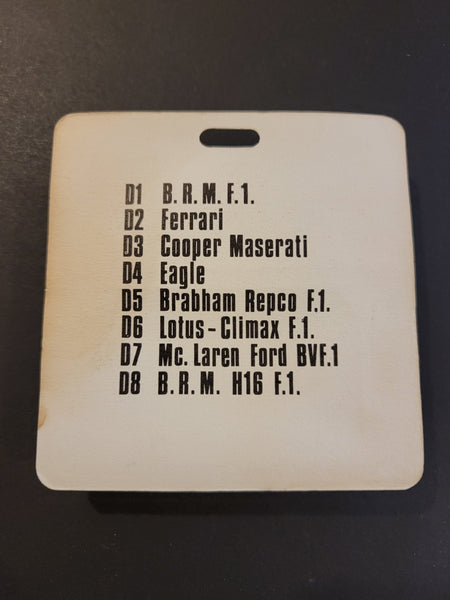 D1 B.R.M. F.1.
D2 Ferrari
D3 Cooper Maserati
D4 Eagle
D5 Brabham Repco F.1.
D6 Lotus-Climax F.1.
D7 Mc. Laren Ford BVF.1
D8 B.R.M. H16 F.1.